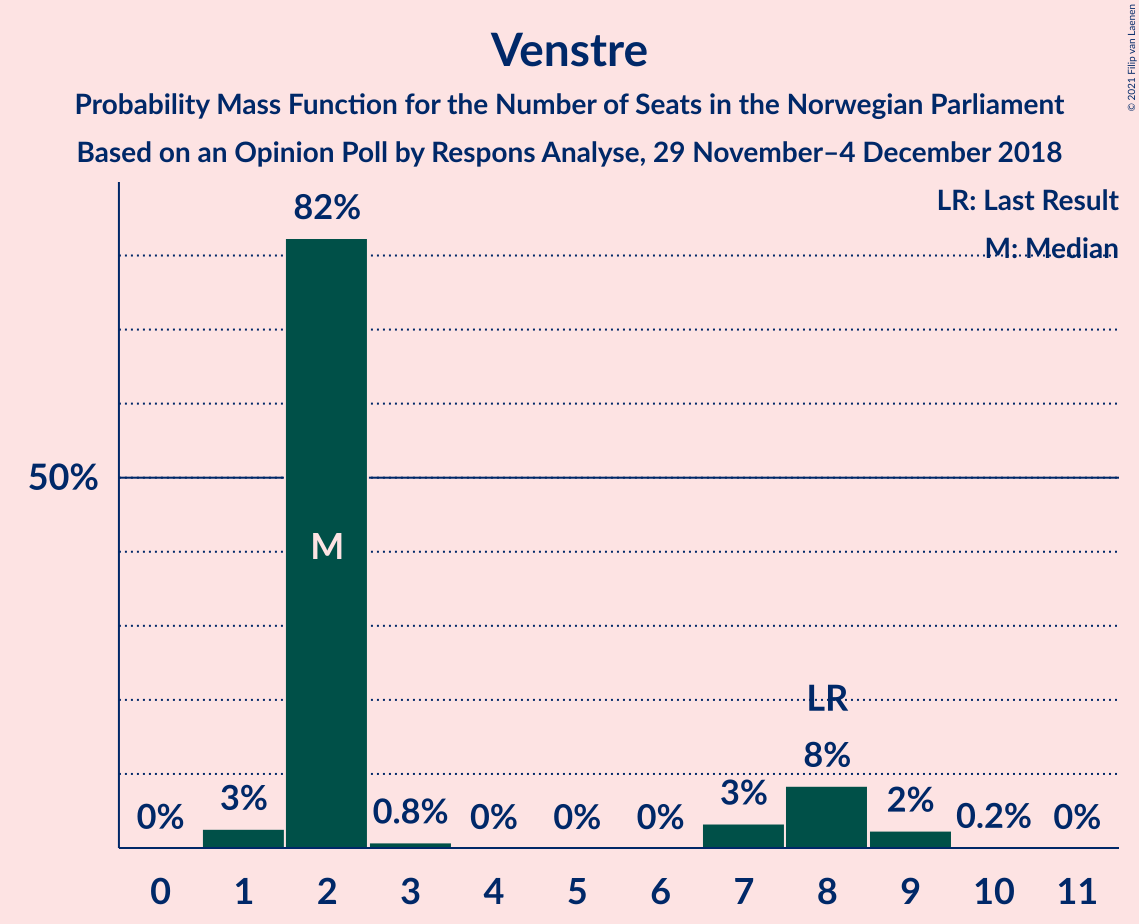 Venstre
Probability Mass Function for the Number of Seats in the Norwegian Parliament
Based on an Opinion Poll by Respons Analyse, 29 November–4 December 2018
© 2021 Filip van Laenen
LR: Last Result
M: Median
82%
50%
M
LR
0% 3% 0.8% 0% 0% 0% 3% 8% 2% 0.2% 0%
0 1 2 3 4 5 6 7 8 9 10 11